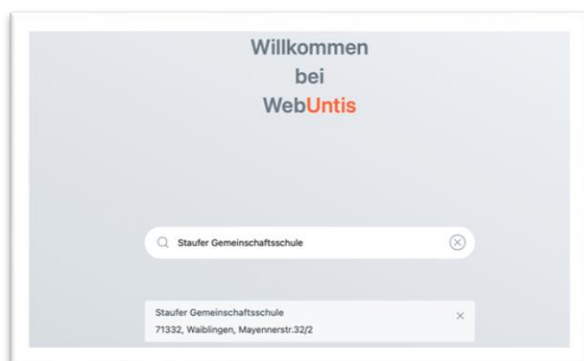 Willkommen
bei
WebUntis
Staufer Gemeinschaftsschule
Staufer Gemeinschaftsschule
71332, Waiblingen, Mayennerstr.32/2